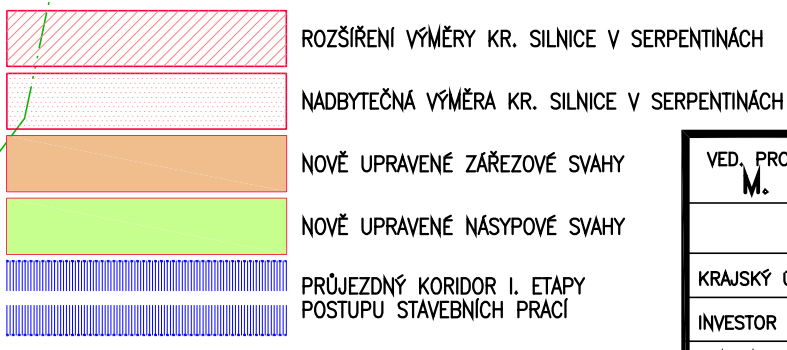 ROZŠÍŘENÍ VÝMĚRY KR. SILNICE V SERPENTINÁCH
NADBYTEČNÁ VÝMĚRA KR. SILNICE V SERPENTINÁCH
NOVĚ UPRAVENÉ ZÁŘEZOVÉ SVAHY
NOVĚ UPRAVENÉ NÁSYPOVÉ SVAHY
PRŮJEZDNÝ KORIDOR I. ETAPY
POSTUPU STAVEBNÍCH PRACÍ
VED. PRO
M.
KRAJSKÝ
INVESTOR